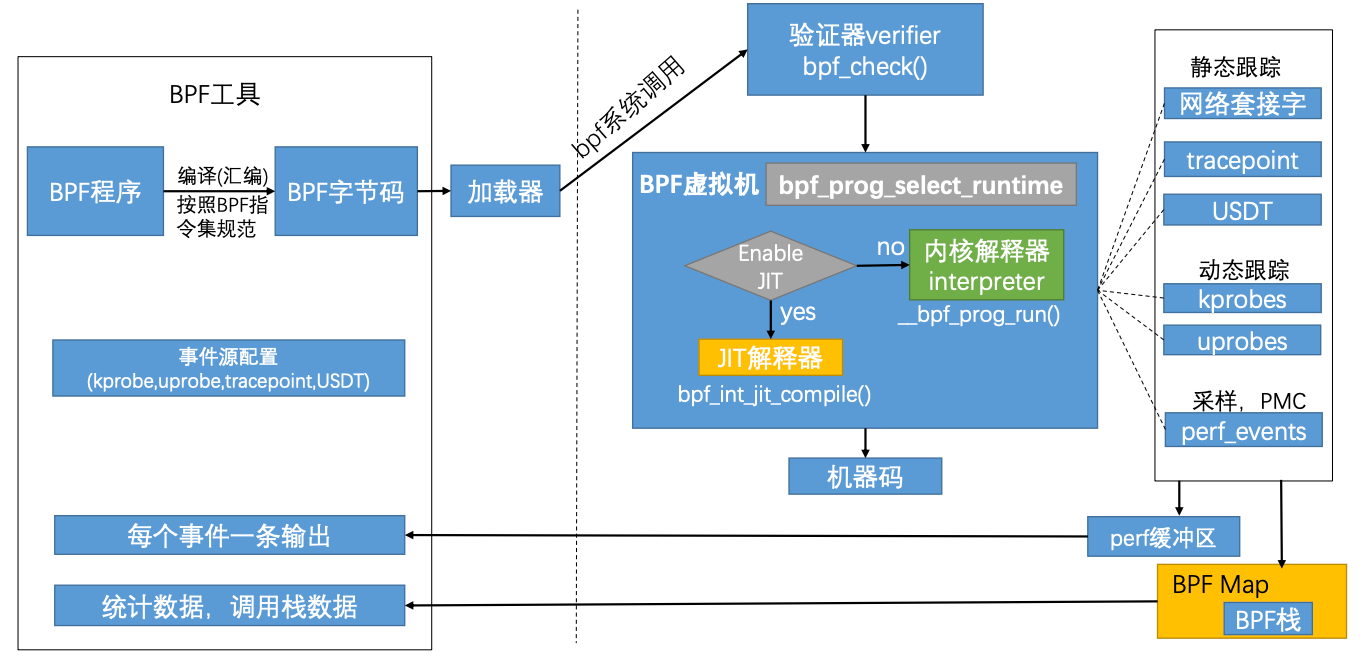 BPF工具
BPF程序
编译(汇编)
按照BPF指
令集规范
BPF字节码
加载器
事件源配置
(kprobe,uprobe,tracepoint,USDT)
每个事件一条输出
统计数据，调用栈数据
bpf系统调用
验证器verifier
bpf_check()
BPF虚拟机
bpf_prog_select_runtime
Enable
JIT
no
yes
内核解释器
interpreter
__bpf_prog_run()
JIT解释器
bpf_int_jit_compile()
机器码
静态跟踪
网络套接字
tracepoint
USDT
动态跟踪
kprobes
uprobes
采样，PMC
perf_events
perf缓冲区
BPF Map
BPF栈